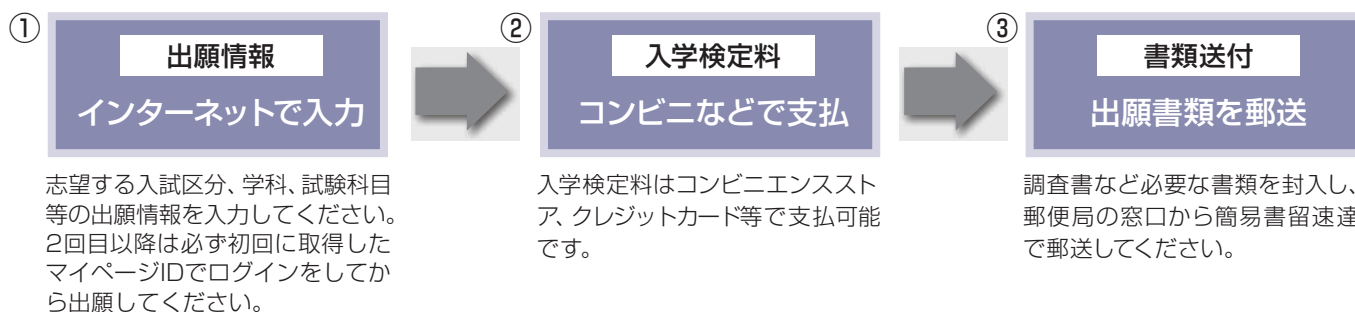 ①
出願情報
インターネットで入力
志望する入試区分、学科、試験科目
等の出願情報を入力してください。
2回目以降は必ず初回に取得した
マイページIDでログインをしてか
ら出願してください。
②
入学検定料
コンビニなどで支払
入学検定料はコンビニエンススト
ア、クレジットカード等で支払可能
です。
③
書類送付
出願書類を郵送
調査書など必要な書類を封入し、
郵便局の窓口から簡易書留速達
で郵送してください。